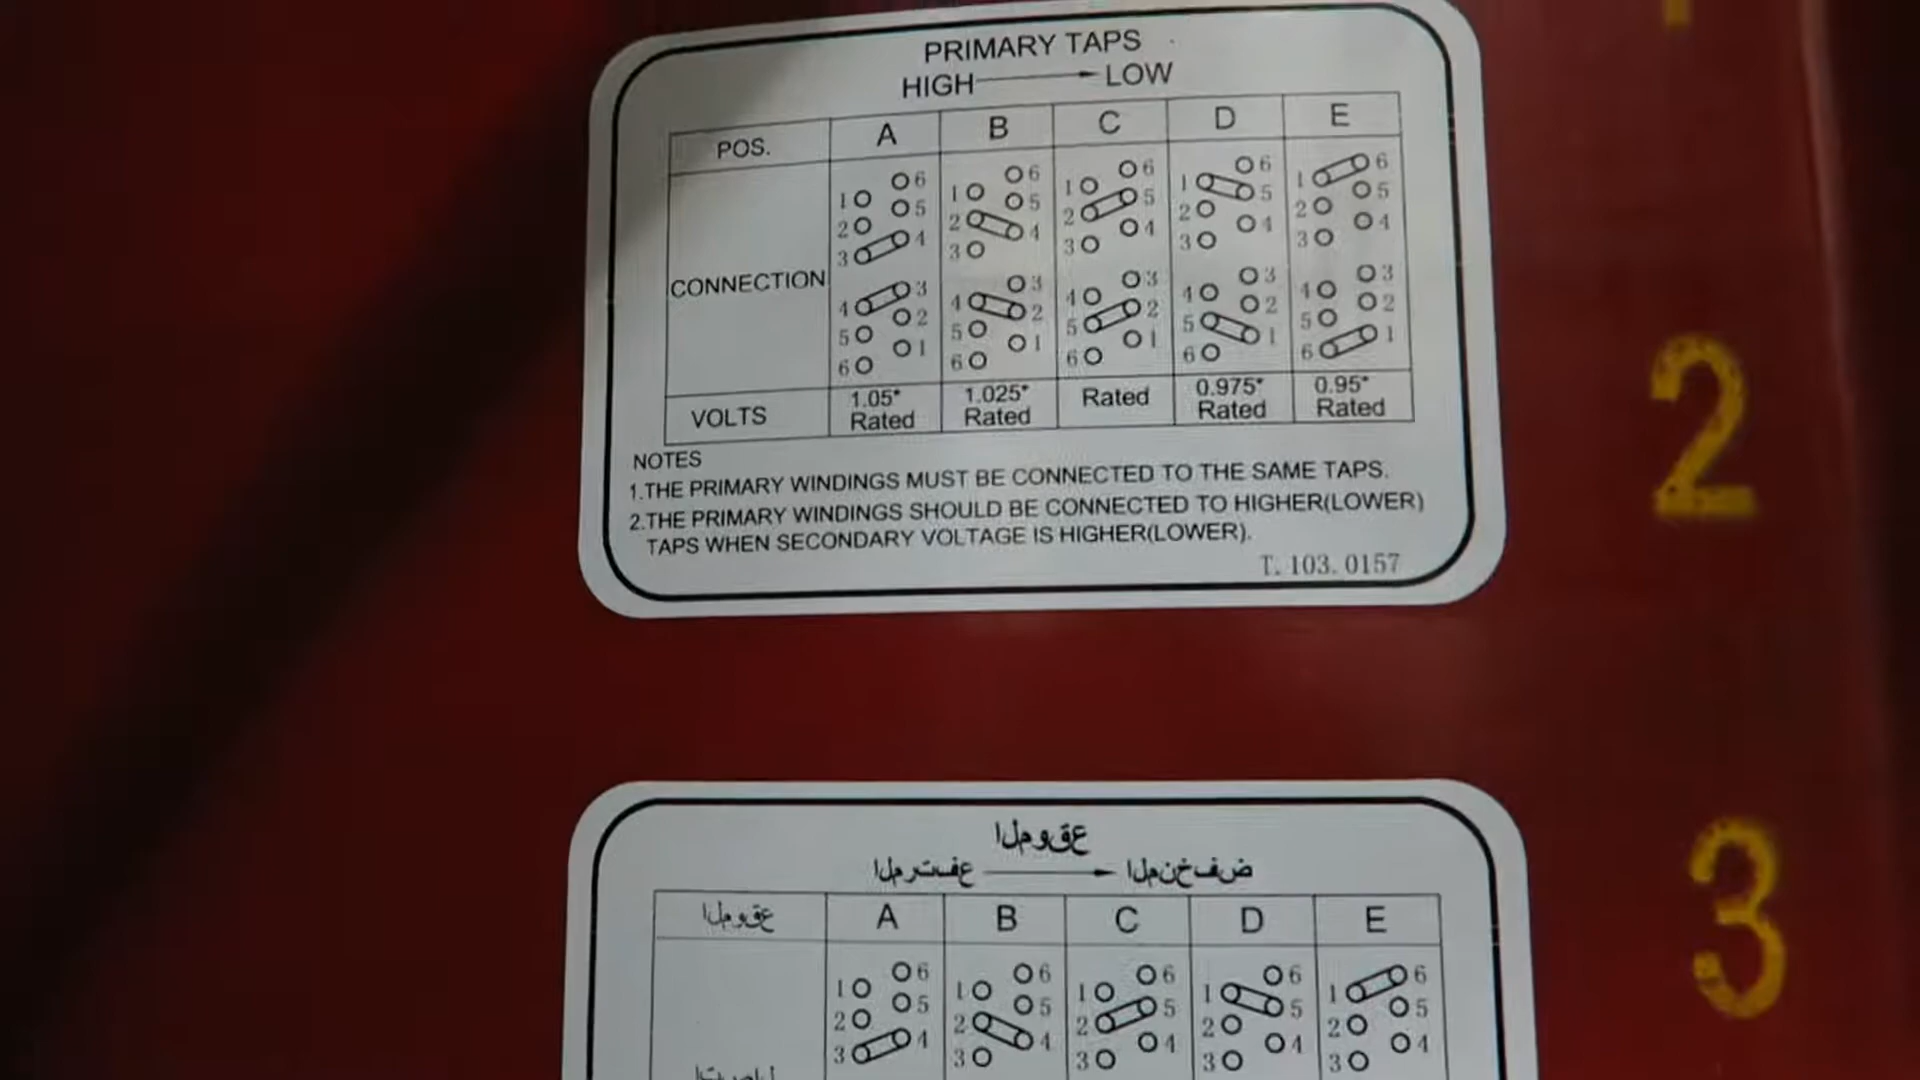 PRIMARY TAPS
HIGH LOW
POS. A B C D E
CONNECTION
1 2 3 6 5 4
4 5 6 3 2 1
1 2 3 6 5 4
4 5 6 3 2 1
1 2 3 6 5 4
4 5 6 3 2 1
1 2 3 6 5 4
4 5 6 3 2 1
1 2 3 6 5 4
4 5 6 3 2 1
VOLTS 1.05* Rated 1.025* Rated Rated 0.975* Rated 0.95* Rated
NOTES
1.THE PRIMARY WINDINGS MUST BE CONNECTED TO THE SAME TAPS.
2.THE PRIMARY WINDINGS SHOULD BE CONNECTED TO HIGHER(LOWER)
TAPS WHEN SECONDARY VOLTAGE IS HIGHER(LOWER).
T. 103. 0157
2
الموقع
المرتفع المنخفض
الموقع A B C D E
1 2 3 6 5 4
1 2 3 6 5 4
1 2 3 6 5 4
1 2 3 6 5 4
1 2 3 6 5 4
3